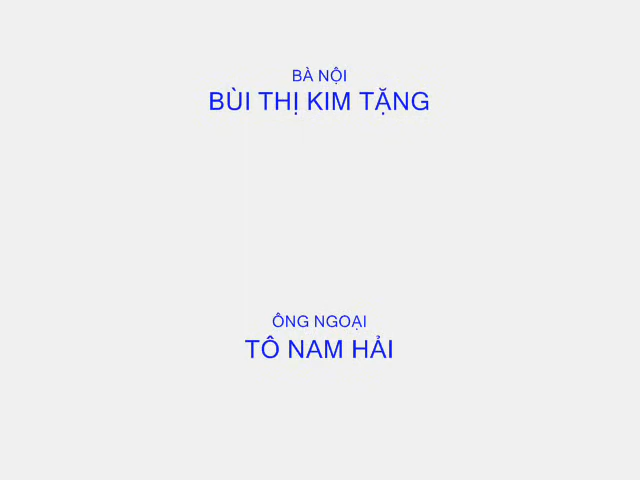 BÀ NỘI
BÙI THỊ KIM TẶNG
ÔNG NGOẠI
TÔ NAM HẢI